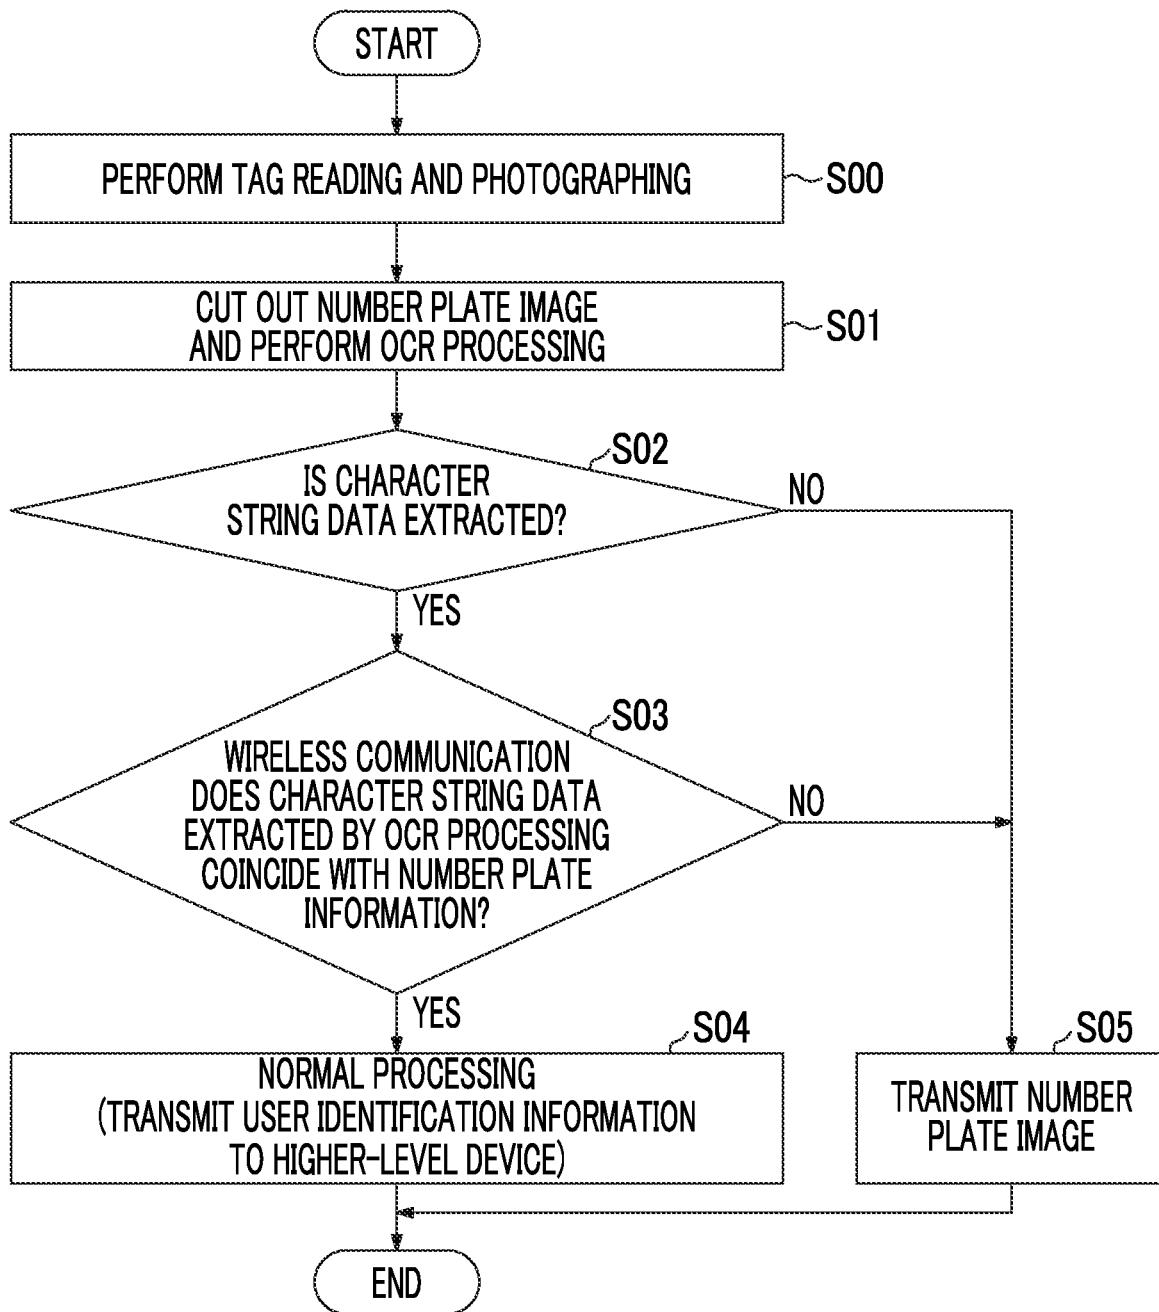 START
PERFORM TAG READING AND PHOTOGRAPHING
S00
CUT OUT NUMBER PLATE IMAGE
AND PERFORM OCR PROCESSING
S01
S02
IS CHARACTER
STRING DATA EXTRACTED?
NO
YES
S03
WIRELESS COMMUNICATION
DOES CHARACTER STRING DATA
EXTRACTED BY OCR PROCESSING
COINCIDE WITH NUMBER PLATE
INFORMATION?
NO
YES
S04
NORMAL PROCESSING
(TRANSMIT USER IDENTIFICATION INFORMATION
TO HIGHER-LEVEL DEVICE)
S05
TRANSMIT NUMBER
PLATE IMAGE
END